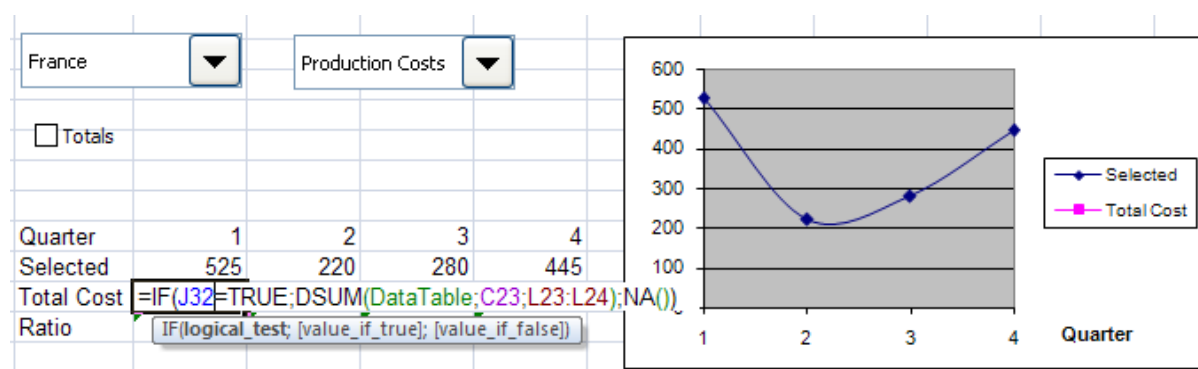 France
Production Costs
Totals
Quarter 1 2 3 4
Selected 525 220 280 445
Total Cost =IF(J32=TRUE;DSUM(DataTable;C23;L23:L24);NA())
Ratio
IF(logical_test; [value_if_true]; [value_if_false])
600
500
400
300
200
100
1 2 3 4 Quarter
Selected
Total Cost